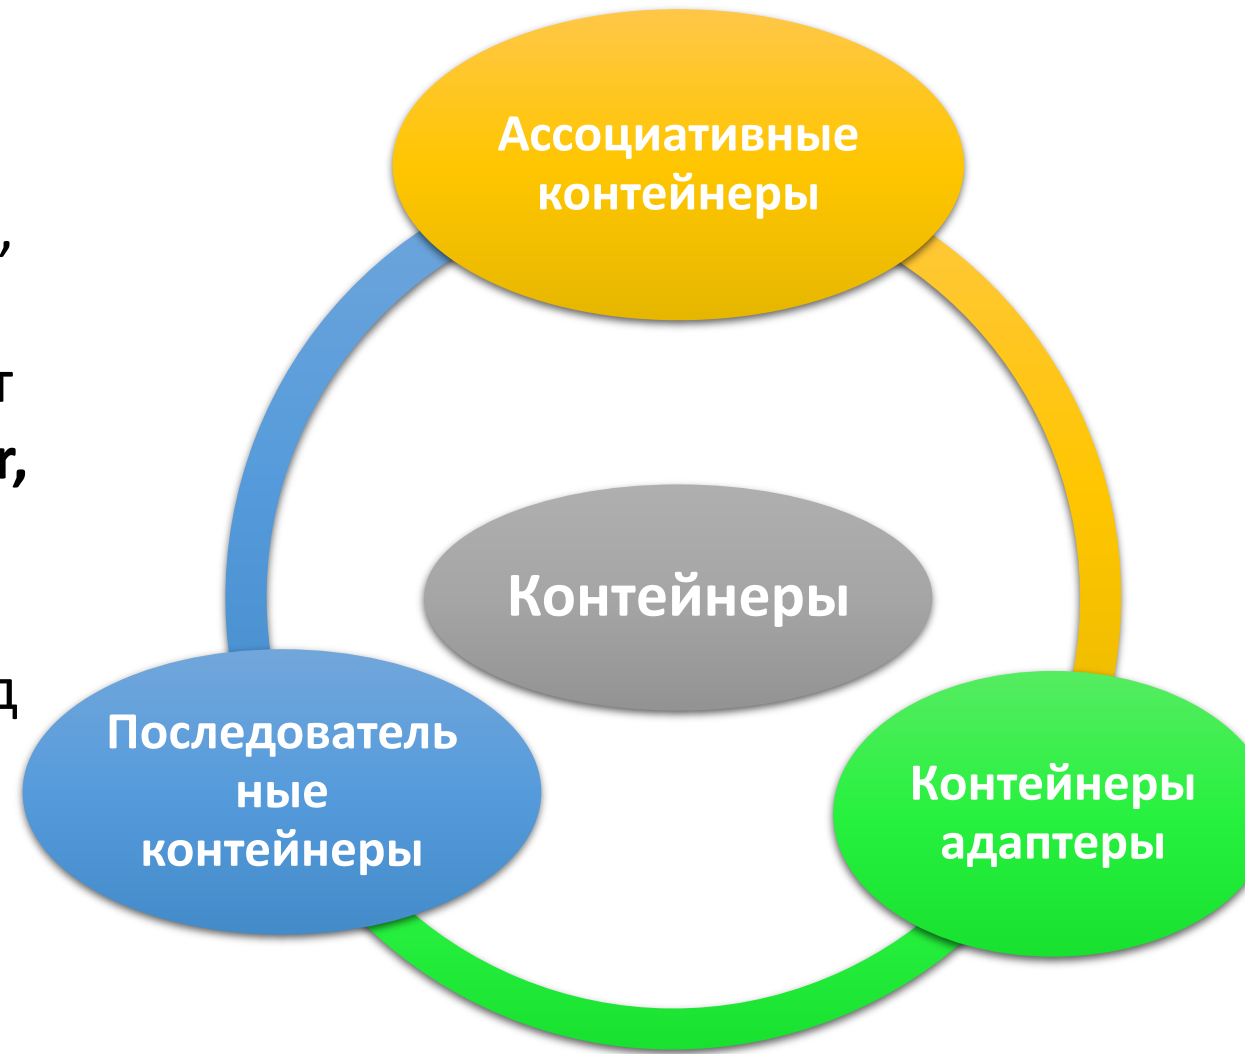 Ассоциативные
контейнеры
Контейнеры
Последователь
ные
контейнеры
Контейнеры
адаптеры